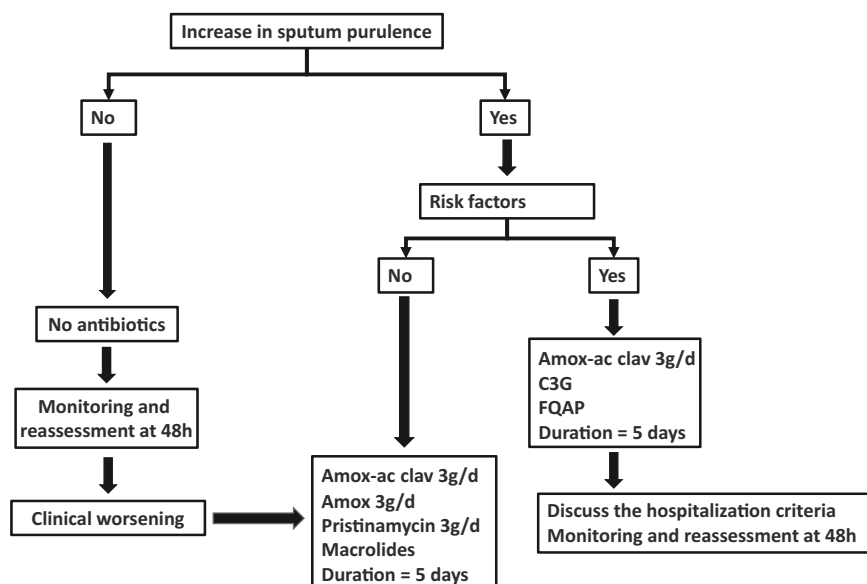 Increase in sputum purulence
No
Yes
Risk factors
No
Yes
No antibiotics
Amox-ac clav 3g/d
C3G
FQAP
Duration = 5 days
Monitoring and
reassessment at 48h
Amox-ac clav 3g/d
Amox 3g/d
Pristinamycin 3g/d
Macrolides
Duration = 5 days
Clinical worsening
Discuss the hospitalization criteria
Monitoring and reassessment at 48h